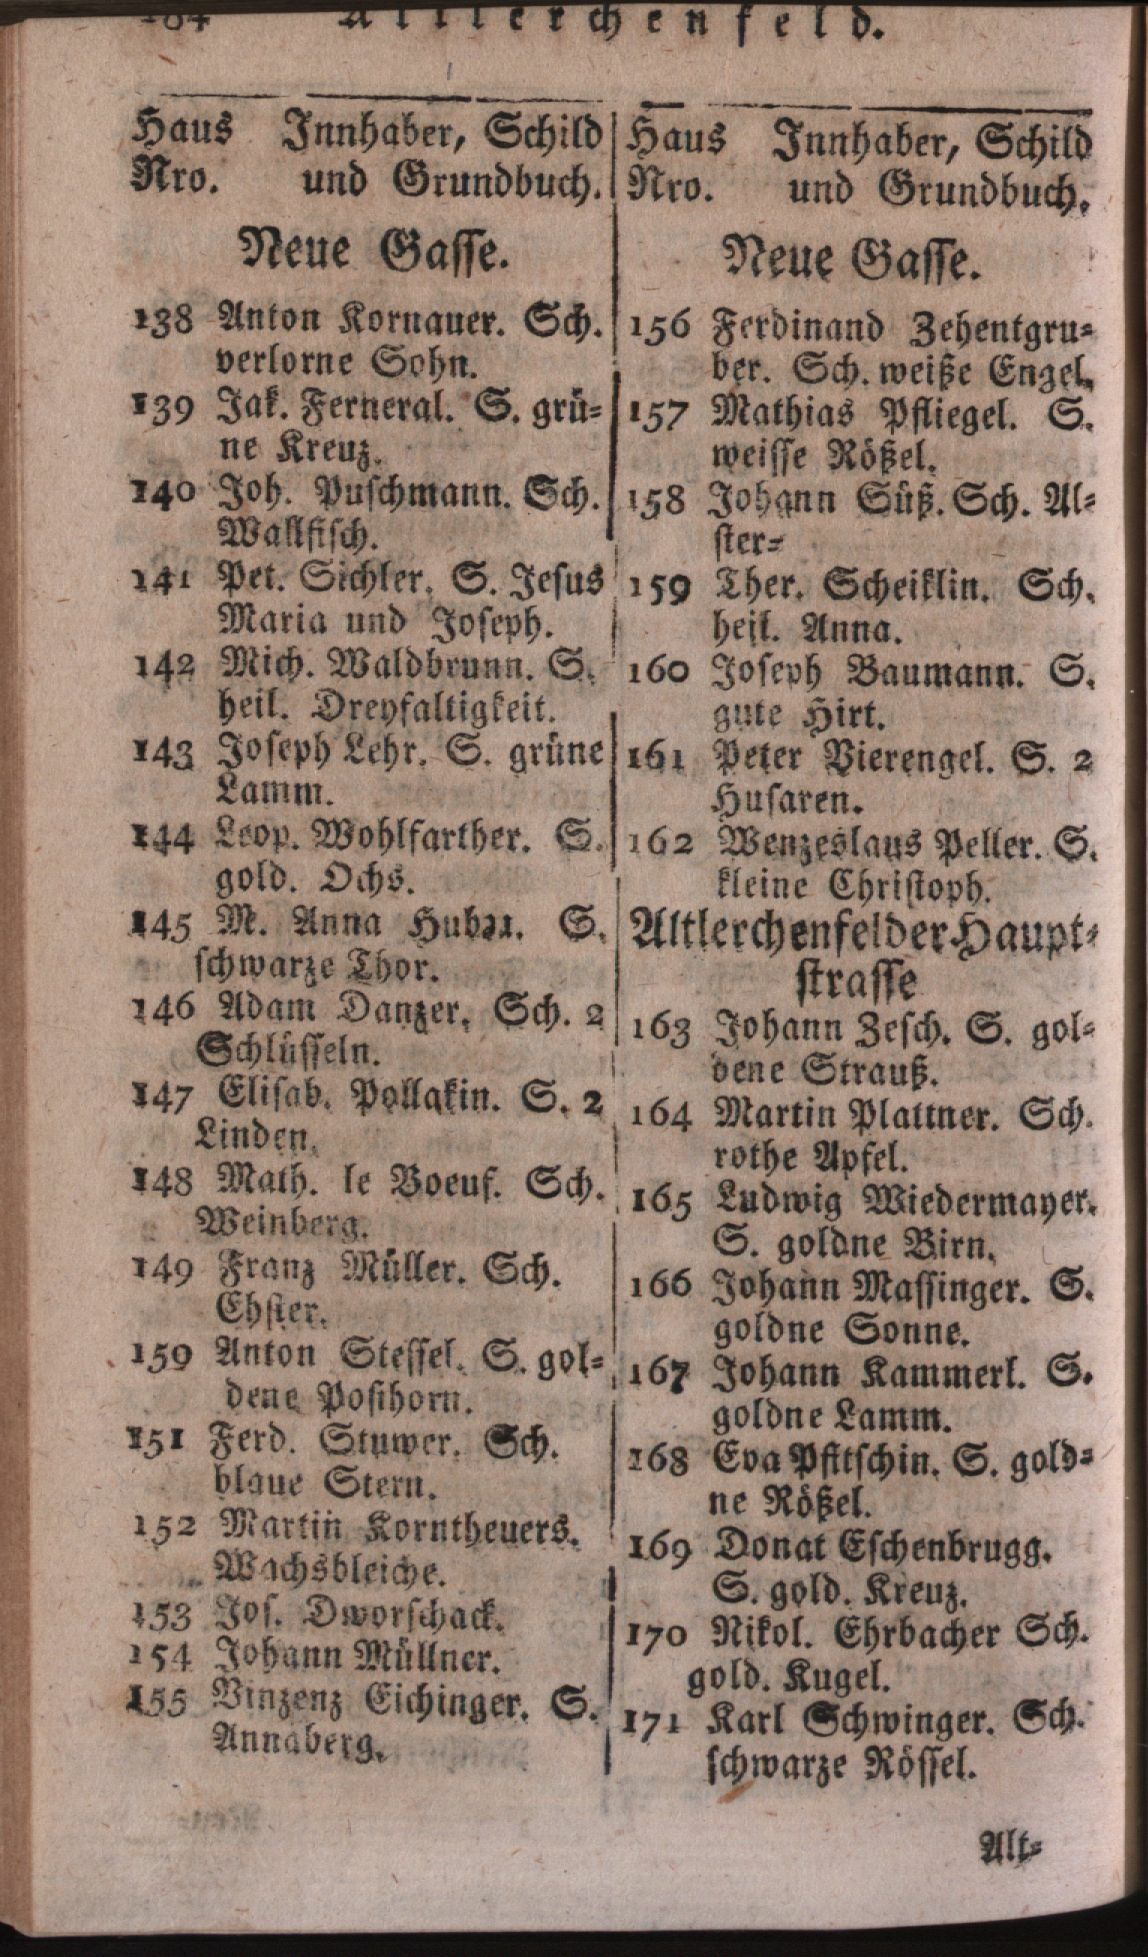 184 Altlerchenfeld.
Haus Innhaber, Schild
Nro. und Grundbuch.
Neue Gasse.
138 Anton Kornauer. Sch.
verlorne Sohn.
139 Jak. Ferneral. S. grü-
ne Kreuz.
140 Joh. Puschmann. Sch.
Wallfisch.
141 Pet. Sichler. S. Jesus
Maria und Joseph.
142 Mich. Waldbrunn. S.
heil. Dreyfaltigkeit.
143 Joseph Lehr. S. grüne
Lamm.
144 Leop. Wohlfarther. S.
gold. Ochs.
145 M. Anna S.
schwarze Thor.
146 Adam Danzer. Sch. 2
Schlüsseln.
147 Elisab. Pollakin. S. 2
Linden.
148 Math. le Voeuf. Sch.
Weinberg.
149 Franz Müller. Sch.
Ehster.
159 Anton Steffel. S. gol-
dene Posthorn.
151 Ferd. Stuwer. Sch.
blaue Stern.
152 Martin Korntheuers.
Wachsbleiche.
153 Jos. Dworschack.
154 Johann Müllner.
155 Vinzenz Eichinger. S.
Annaberg.
Haus Innhaber, Schild
Nro. und Grundbuch.
Neue Gasse.
156 Ferdinand Zehentgru-
ber. Sch. weiße Engel.
157 Mathias Pfliegel. S.
weisse Rößel.
158 Johann Süß. Sch. Al-
ster-
159 Ther. Scheiklin. Sch.
heil. Anna.
160 Joseph Baumann. S.
gute Hirt.
161 Peter Vierengel. S. 2
Husaren.
162 Wenzeslaus Peller. S.
kleine Christoph.
Altlerchenfelder Haupt-
strasse
163 Johann Zesch. S. gol-
dene Strauß.
164 Martin Plattner. Sch.
rothe Apfel.
165 Ludwig Wiedermayer.
S. goldne Birn.
166 Johann Massinger. S.
goldne Sonne.
167 Johann Kammerl. S.
goldne Lamm.
168 Eva Pfitschin. S. gold-
ne Rößel.
169 Donat Eschenbrugg.
S. gold. Kreuz.
170 Nikol. Ehrbacher Sch.
gold. Kugel.
171 Karl Schwinger. Sch.
schwarze Rössel.
Alt-